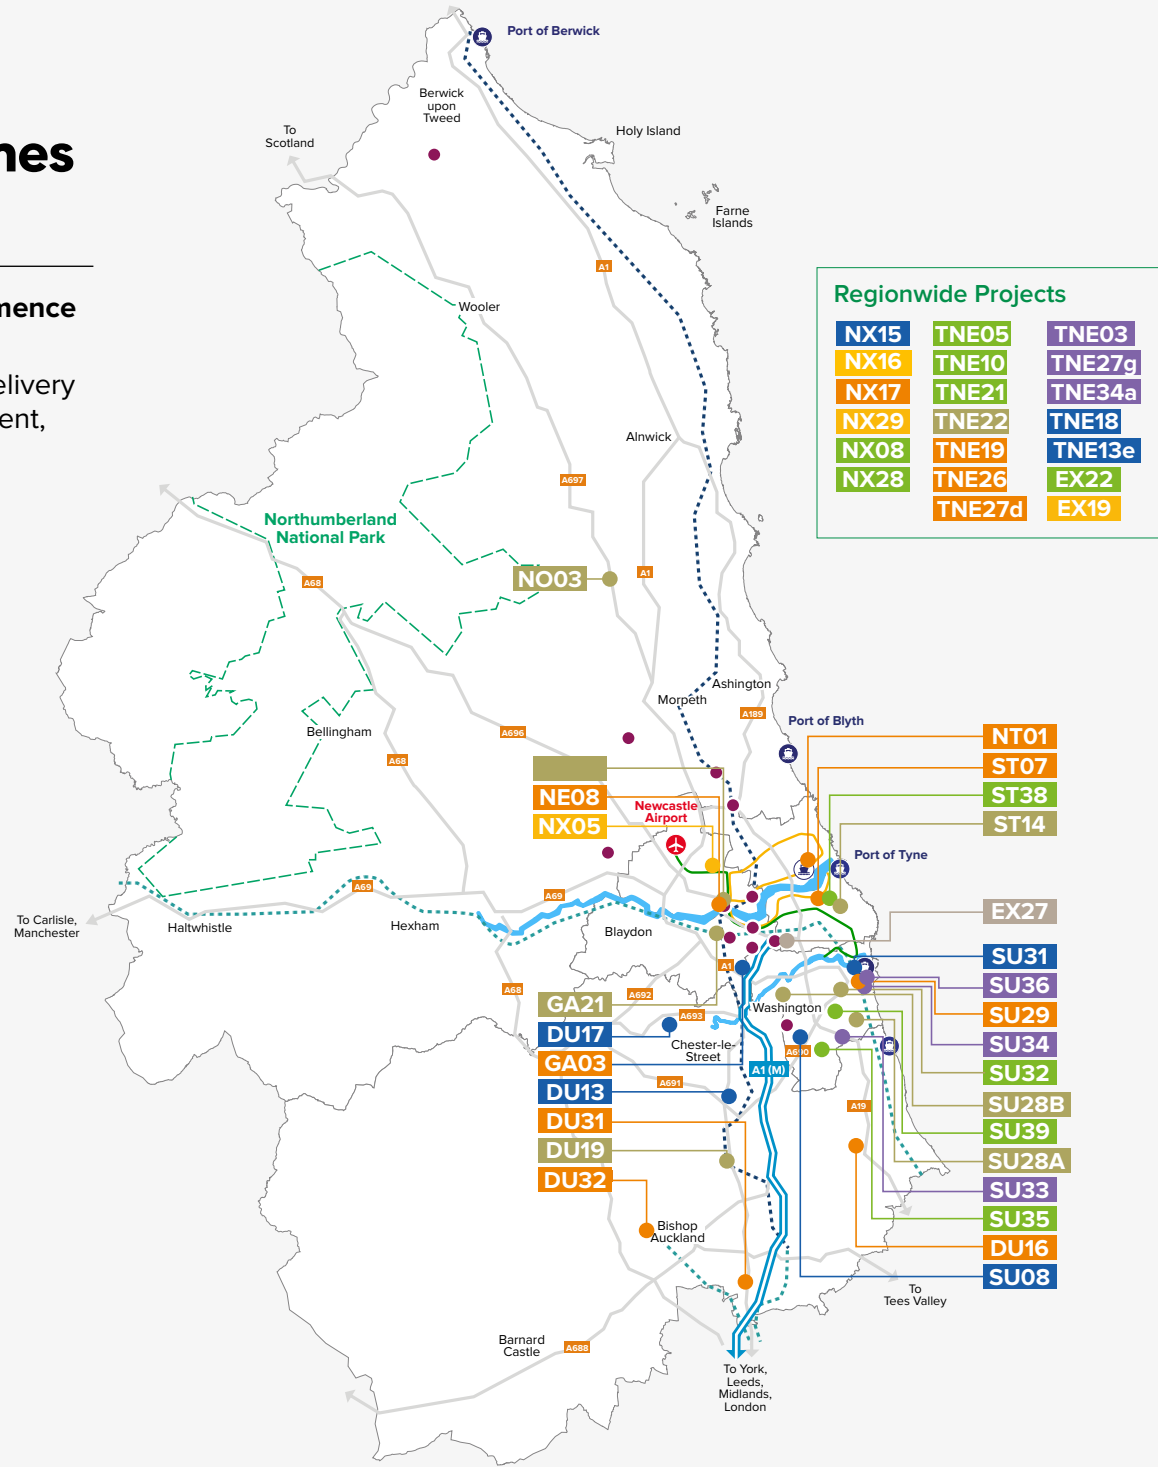 nes
mence
elivery
ent,
Port of Berwick
Berwick
upon
Tweed
To
Scotland
Holy Island
Farne
Islands
A1
Wooler
Regionwide Projects
NX15
TNE05
TNE03
NX16
TNE10
TNE27g
NX17
TNE21
TNE34a
NX29
TNE22
TNE18
NX08
TNE19
TNE13e
NX28
TNE26
EX22
TNE27d
EX19
Alnwick
A697
Northumberland
National Park
NO03
A1
A68
Ashington
Morpeth
A189
Port of Blyth
Bellingham
A696
A68
NE08
NX05
Newcastle
Airport
NT01
ST07
ST38
ST14
Port of Tyne
A69
A69
To Carlisle,
Manchester
Haltwhistle
Hexham
Blaydon
EX27
A1
A68
A692
A693
Washington
Chester-le-
Street
A690
A1 (M)
A691
A19
GA21
DU17
GA03
DU13
DU31
DU19
DU32
SU31
SU36
SU29
SU34
SU32
SU28B
SU39
SU28A
SU33
SU35
DU16
SU08
Bishop
Auckland
To
Tees Valley
Barnard
Castle
A688
To York,
Leeds,
Midlands,
London